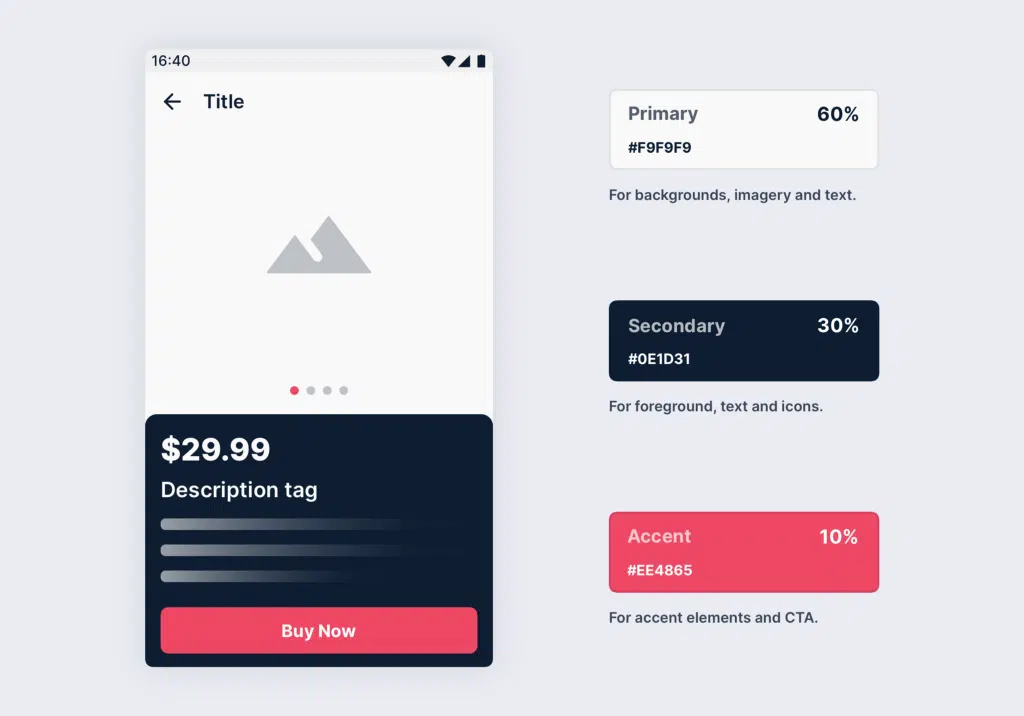 16:40
Title
$29.99
Description tag
Buy Now
Primary 60%
#F9F9F9
For backgrounds, imagery and text.
Secondary 30%
#0E1D31
For foreground, text and icons.
Accent 10%
#EE4865
For accent elements and CTA.